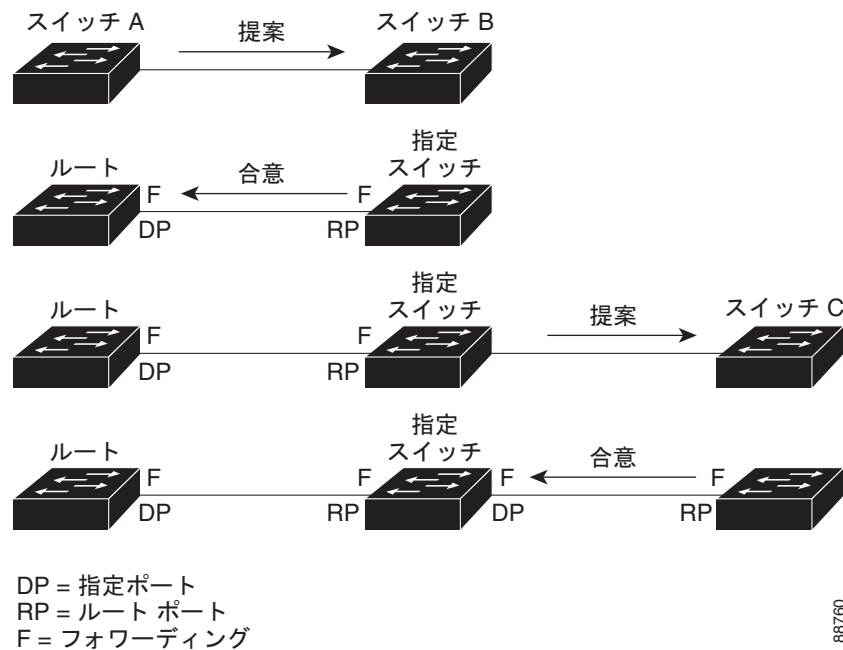 スイッチ A
提案
スイッチ B
ルート
合意
指定
スイッチ
F
F
DP
RP
ルート
指定
スイッチ
提案
スイッチ C
F
F
DP
RP
ルート
指定
スイッチ
合意
F
F
F
F
DP
RP
DP
RP
DP = 指定ポート
RP = ルート ポート
F = フォワーディング
88760